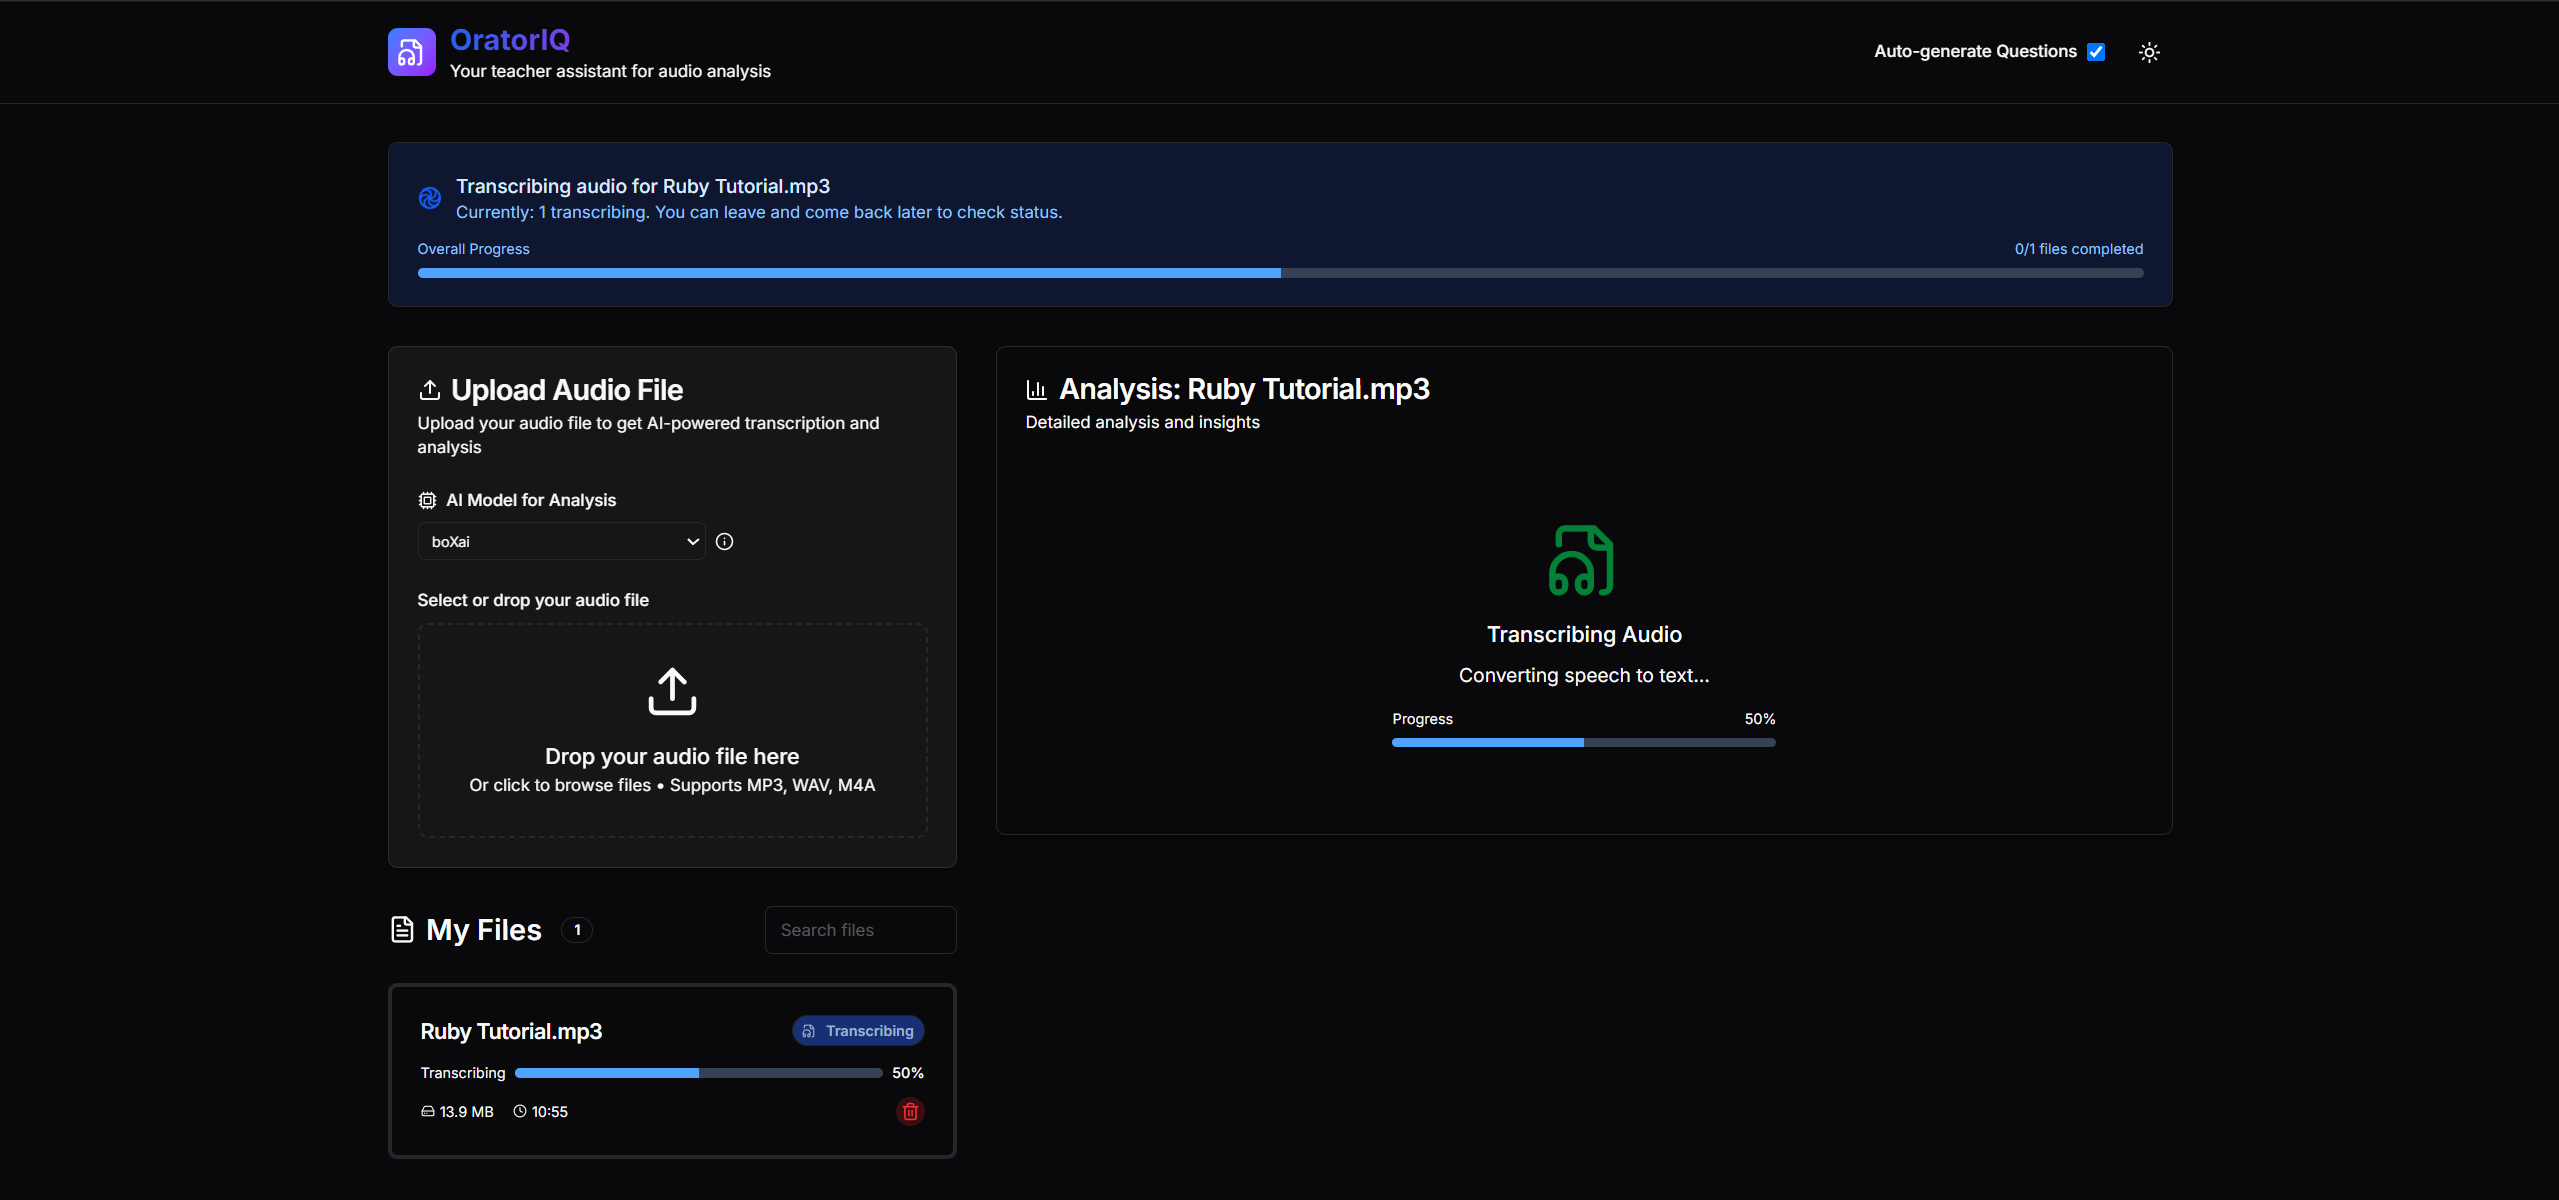 OratorIQ
Your teacher assistant for audio analysis
Auto-generate Questions
Transcribing audio for Ruby Tutorial.mp3
Currently: 1 transcribing. You can leave and come back later to check status.
Overall Progress
0/1 files completed
Upload Audio File
Upload your audio file to get AI-powered transcription and
analysis
AI Model for Analysis
boXai
Select or drop your audio file
Drop your audio file here
Or click to browse files • Supports MP3, WAV, M4A
Analysis: Ruby Tutorial.mp3
Detailed analysis and insights
Transcribing Audio
Converting speech to text...
Progress
50%
My Files
1
Search files
Ruby Tutorial.mp3
Transcribing
Transcribing
50%
13.9 MB
10:55